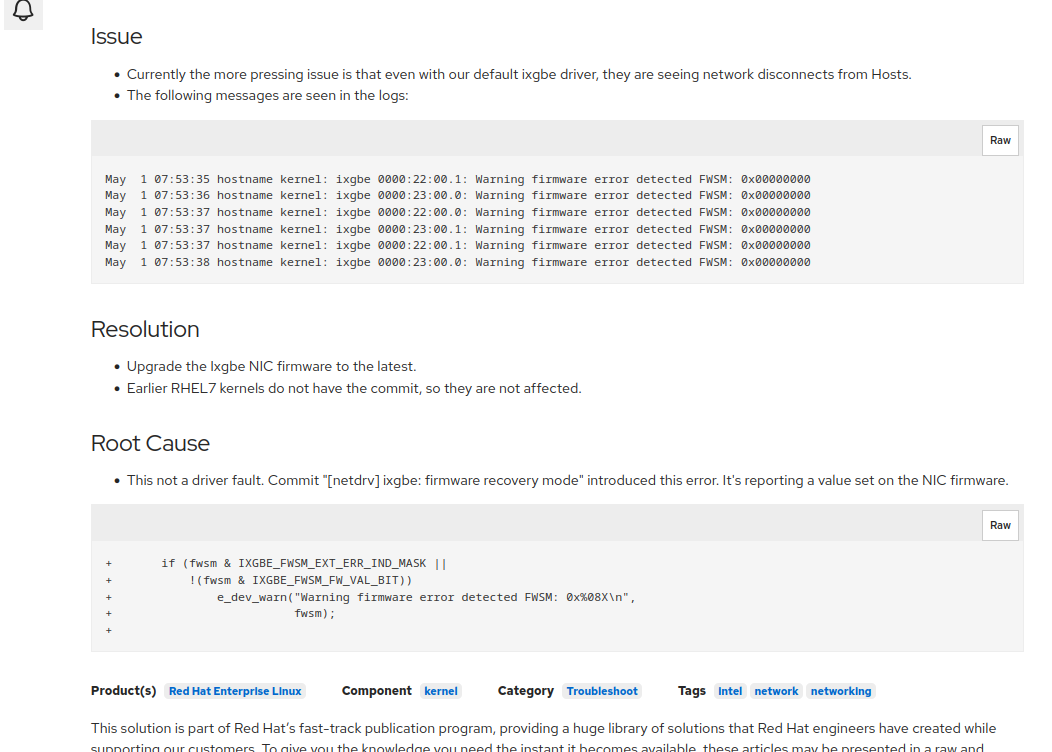 Issue
• Currently the more pressing issue is that even with our default ixgbe driver, they are seeing network disconnects from Hosts.
• The following messages are seen in the logs:
Raw
May  1 07:53:35 hostname kernel: ixgbe 0000:22:00.1: Warning firmware error detected FWSM: 0x00000000
May  1 07:53:36 hostname kernel: ixgbe 0000:23:00.0: Warning firmware error detected FWSM: 0x00000000
May  1 07:53:37 hostname kernel: ixgbe 0000:22:00.0: Warning firmware error detected FWSM: 0x00000000
May  1 07:53:37 hostname kernel: ixgbe 0000:23:00.1: Warning firmware error detected FWSM: 0x00000000
May  1 07:53:37 hostname kernel: ixgbe 0000:22:00.1: Warning firmware error detected FWSM: 0x00000000
May  1 07:53:38 hostname kernel: ixgbe 0000:23:00.0: Warning firmware error detected FWSM: 0x00000000
Resolution
• Upgrade the Ixgbe NIC firmware to the latest.
• Earlier RHEL7 kernels do not have the commit, so they are not affected.
Root Cause
• This not a driver fault. Commit "[netdrv] ixgbe: firmware recovery mode" introduced this error. It's reporting a value set on the NIC firmware.
Raw
+       if (fwsm & IXGBE_FWSM_EXT_ERR_IND_MASK ||
+           !(fwsm & IXGBE_FWSM_FW_VAL_BIT))
+               e_dev_warn("Warning firmware error detected FWSM: 0x%08X\n",
+                          fwsm);
+
Product(s) Red Hat Enterprise Linux Component kernel Category Troubleshoot Tags intel network networking
This solution is part of Red Hat's fast-track publication program, providing a huge library of solutions that Red Hat engineers have created while
supporting our customers. To give you the knowledge you need the instant it becomes available, these articles may be presented in a raw and